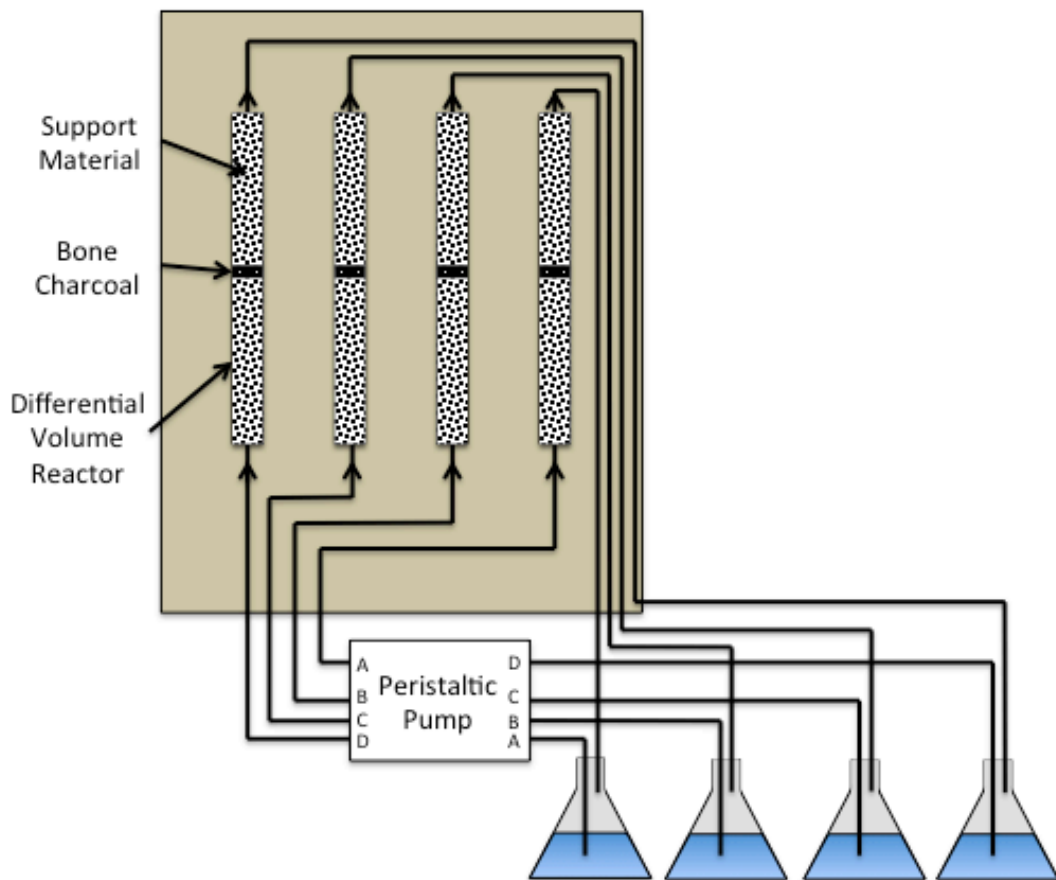 Support
Material
Bone
Charcoal
Differential
Volume
Reactor
A
B
C
D
Peristaltic
Pump
D
C
B
A